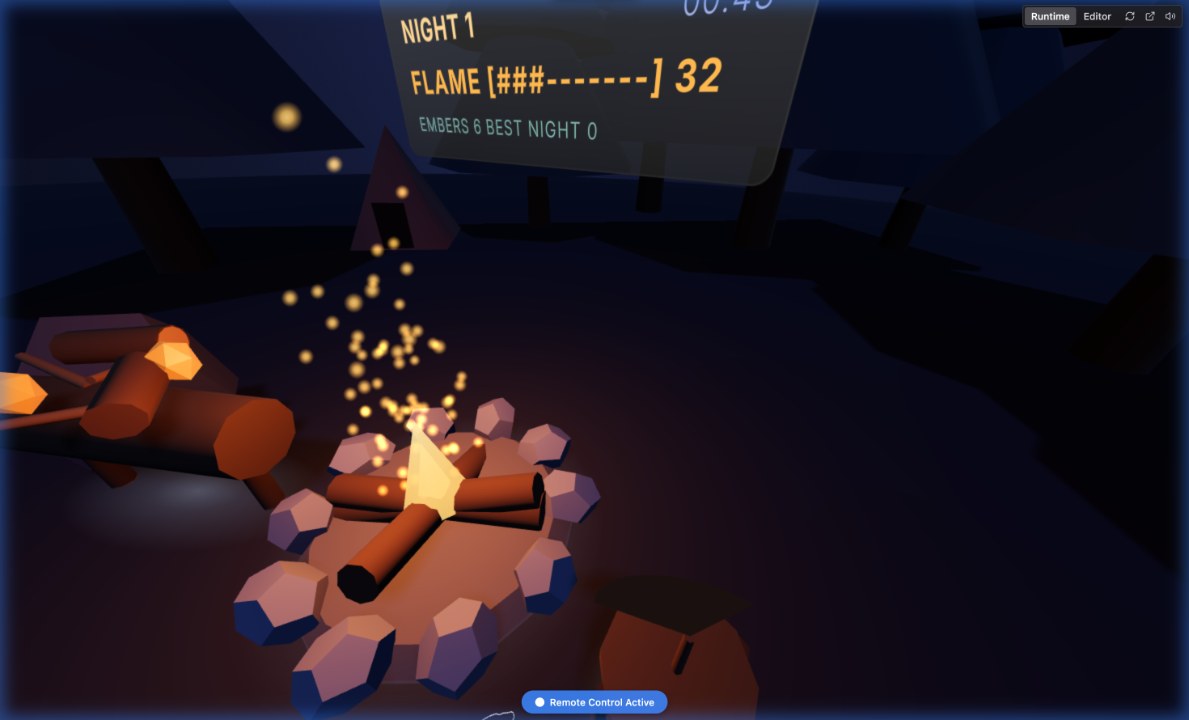 Runtime Editor
NIGHT 1
FLAME [###-------] 32
EMBERS 6 BEST NIGHT 0
Remote Control Active